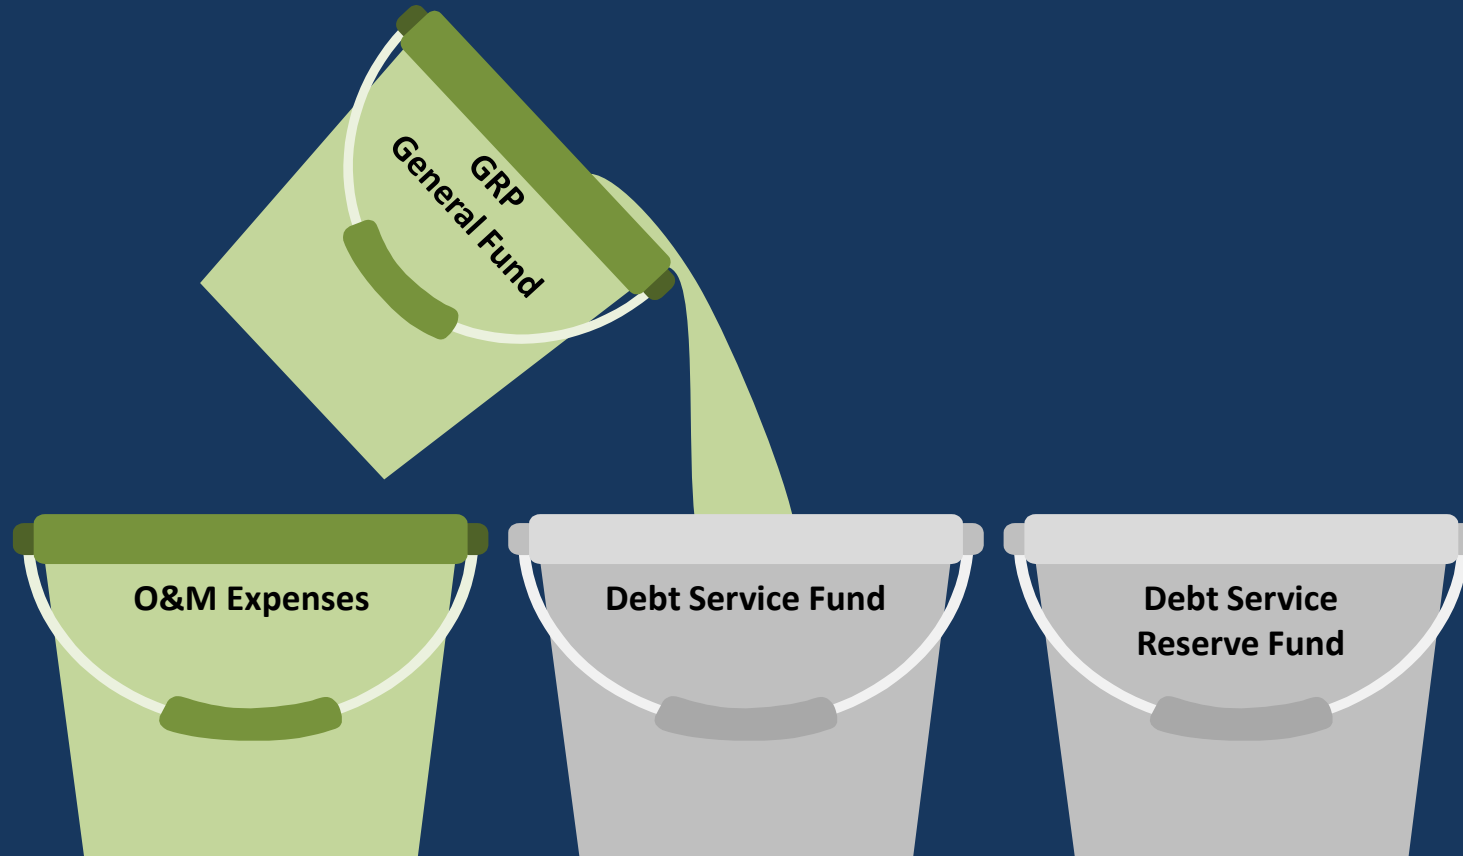 GRP
General Fund
O&M Expenses
Debt Service Fund
Debt Service
Reserve Fund